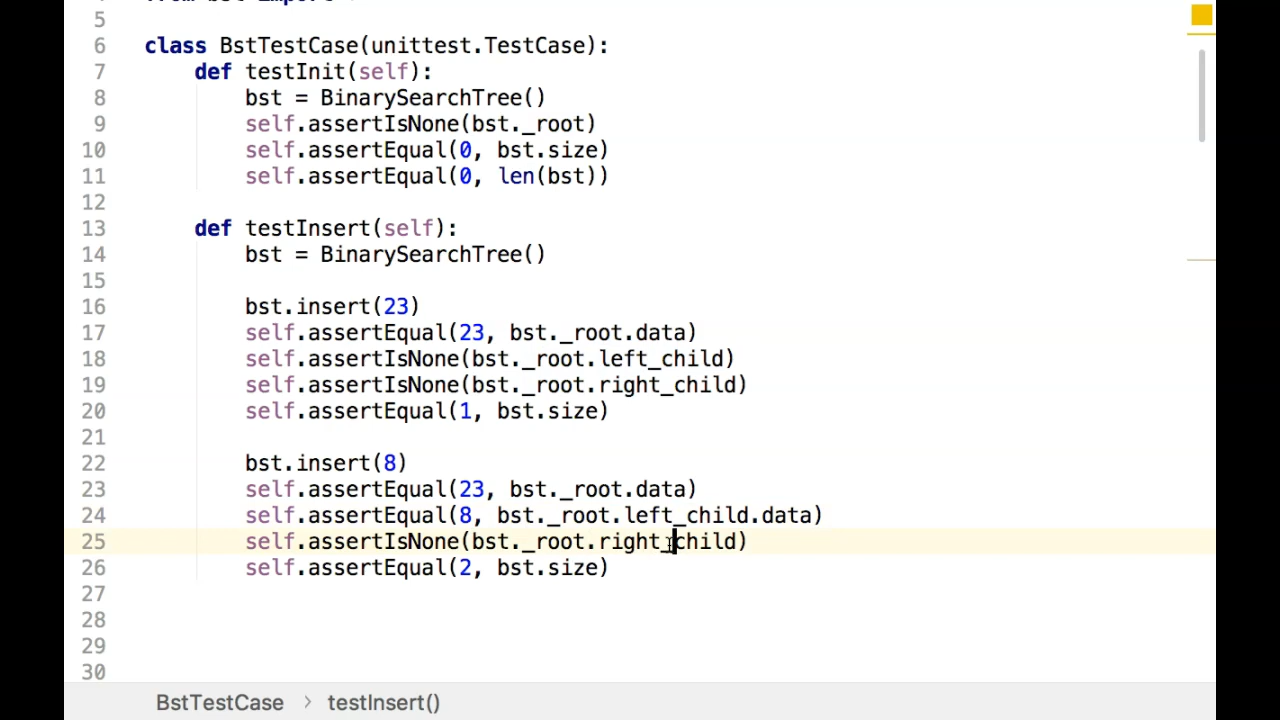 5
6 class BstTestCase(unittest.TestCase):
7 def testInit(self):
8 bst = BinarySearchTree()
9 self.assertIsNone(bst._root)
10 self.assertEqual(0, bst.size)
11 self.assertEqual(0, len(bst))
12
13 def testInsert(self):
14 bst = BinarySearchTree()
15
16 bst.insert(23)
17 self.assertEqual(23, bst._root.data)
18 self.assertIsNone(bst._root.left_child)
19 self.assertIsNone(bst._root.right_child)
20 self.assertEqual(1, bst.size)
21
22 bst.insert(8)
23 self.assertEqual(23, bst._root.data)
24 self.assertEqual(8, bst._root.left_child.data)
25 self.assertIsNone(bst._root.right_child)
26 self.assertEqual(2, bst.size)
27
28
29
30
BstTestCase > testInsert()